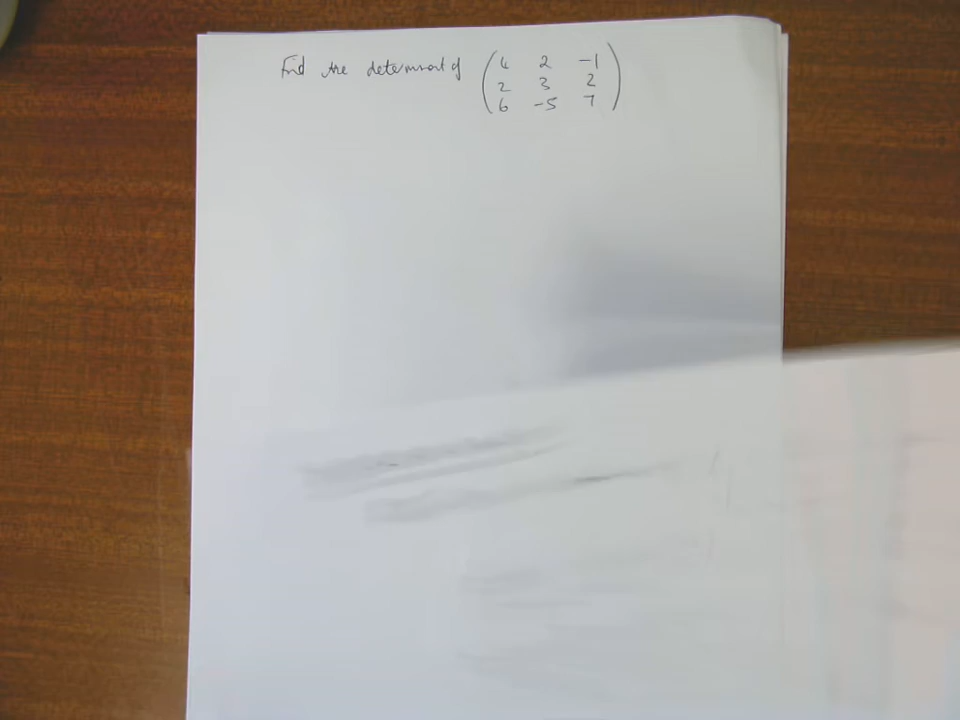 Find the determinant of ( 4 2 -1
2 3 2
6 -5 7 )